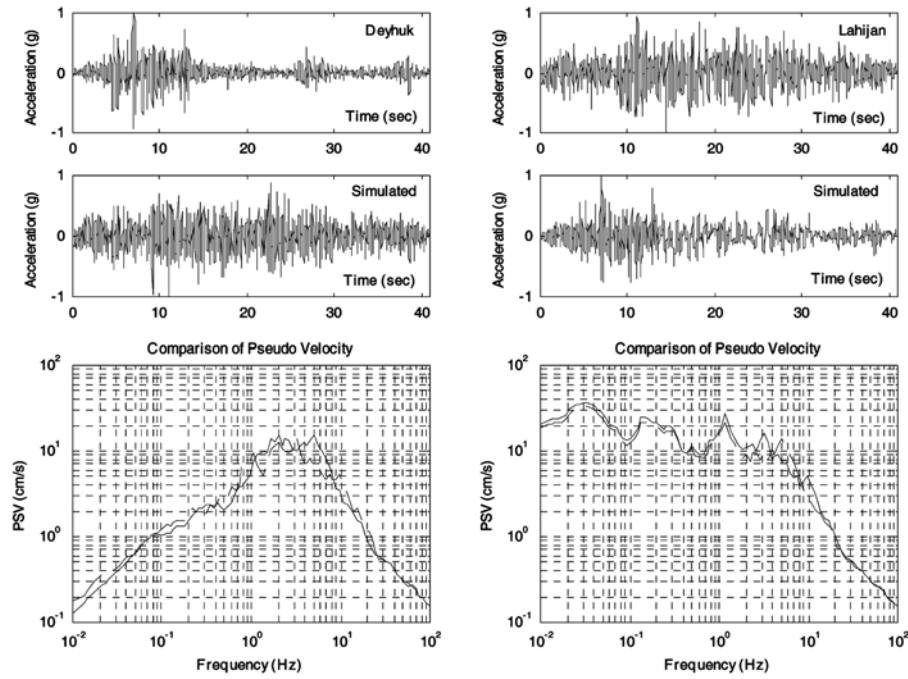 Acceleration (g)
1
0
-1
Deyhuk
Time (sec)
0 10 20 30 40
Acceleration (g)
1
0
-1
Lahijan
Time (sec)
0 10 20 30 40
Acceleration (g)
1
0
-1
Simulated
Time (sec)
0 10 20 30 40
Acceleration (g)
1
0
-1
Simulated
Time (sec)
0 10 20 30 40
Comparison of Pseudo Velocity
PSV (cm/s)
10²
10¹
10⁰
10⁻¹
10⁻² 10⁻¹ 10⁰ 10¹ 10²
Frequency (Hz)
Comparison of Pseudo Velocity
PSV (cm/s)
10²
10¹
10⁰
10⁻¹
10⁻² 10⁻¹ 10⁰ 10¹ 10²
Frequency (Hz)